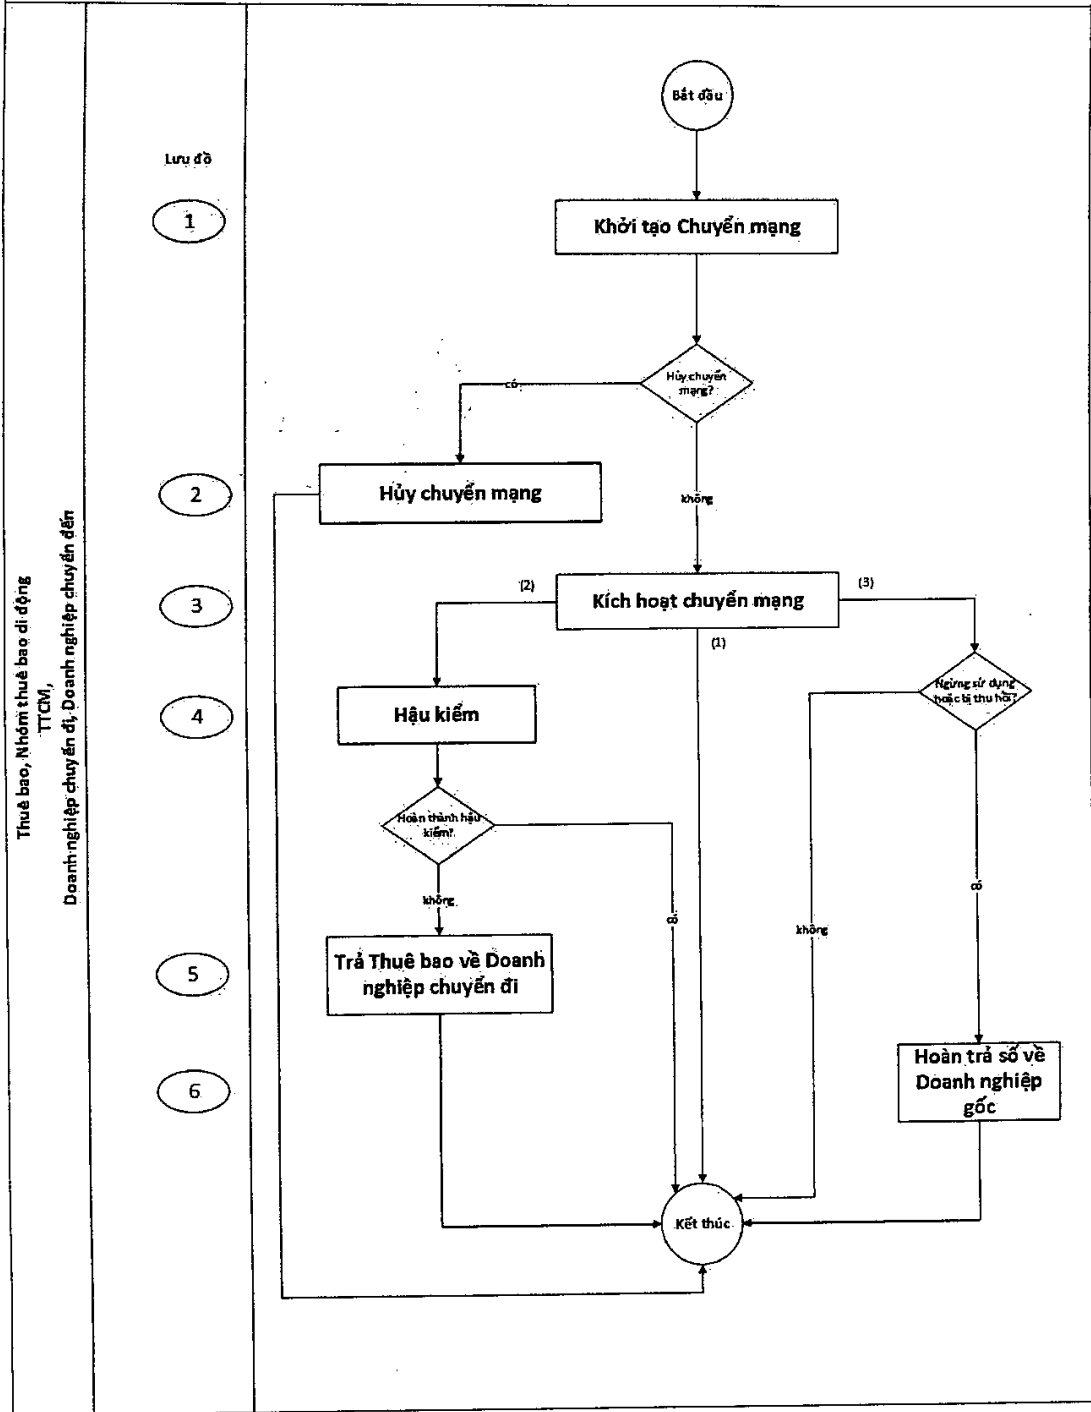 Thuê bao, Nhóm thuê bao di động
TTCM,
Doanh nghiệp chuyển đi, Doanh nghiệp chuyển đến
Lưu đồ
Bắt đầu
1
Khởi tạo Chuyển mạng
Hủy chuyển
mạng?
có
2
Hủy chuyển mạng
không
3
(2)
Kích hoạt chuyển mạng
(3)
(1)
Ngừng sử dụng
hoặc bị thu hồi?
4
Hậu kiểm
Hoàn thành hậu
kiểm?
không
có
không
có
5
Trả Thuê bao về Doanh
nghiệp chuyển đi
6
Hoàn trả số về
Doanh nghiệp
gốc
Kết thúc